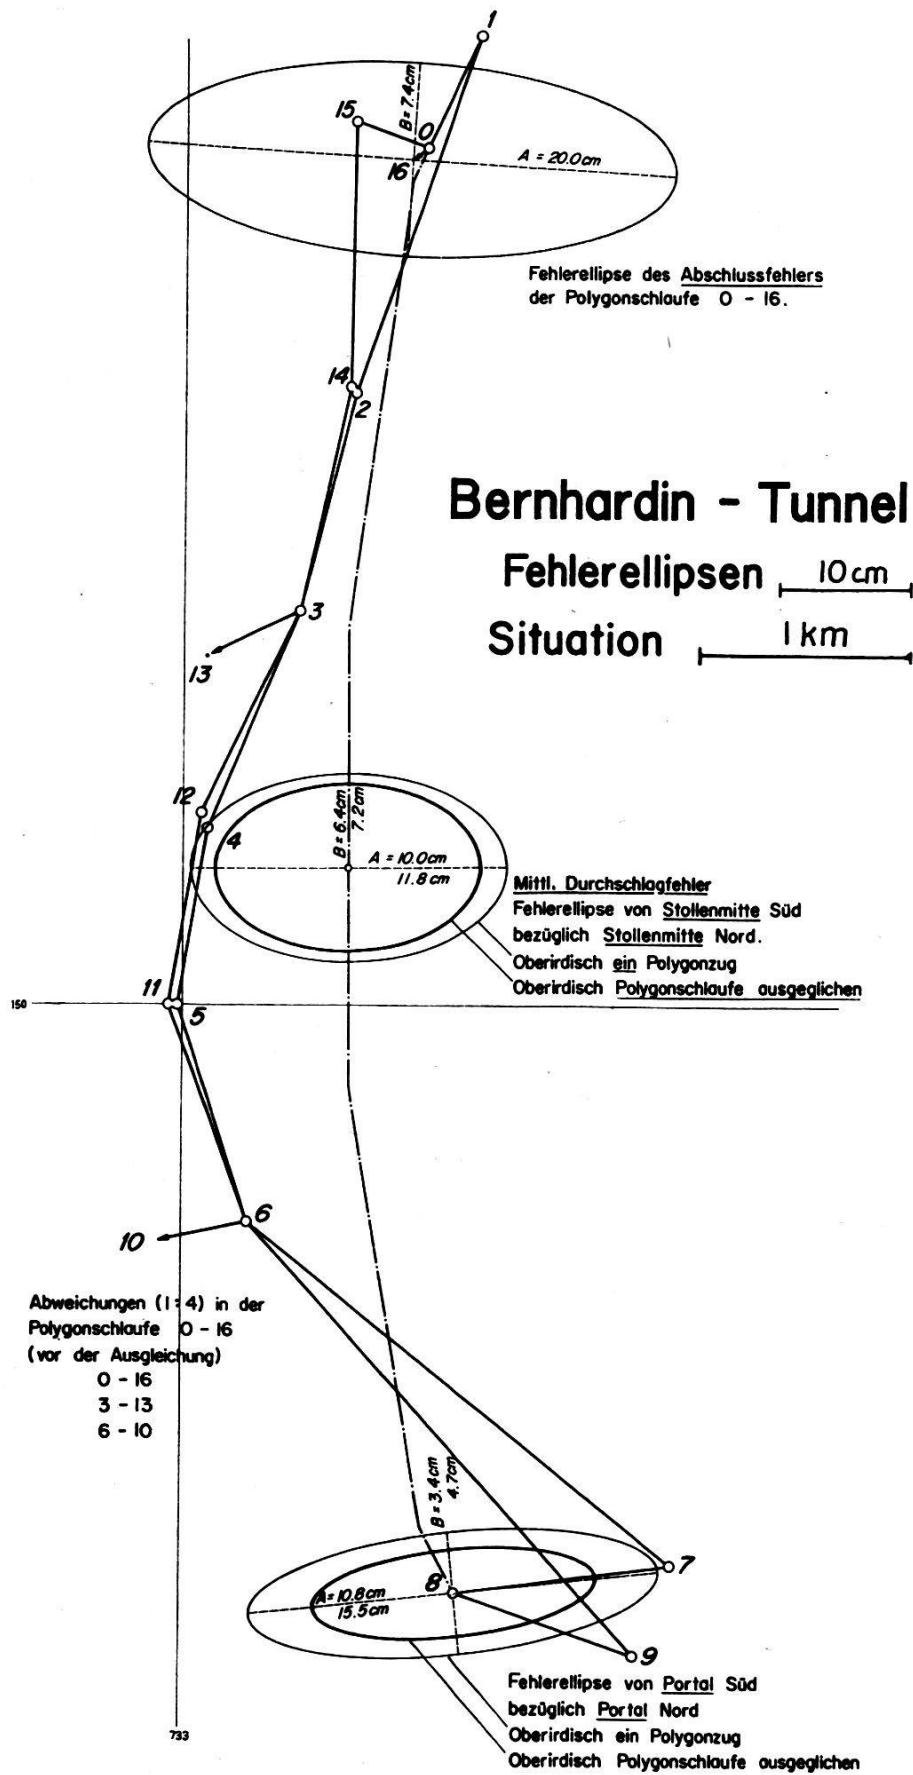 1
15
B = 7.4cm
0
A = 20.0cm
16
Fehlerellipse des Abschlussfehlers
der Polygonschlaufe 0 - 16.
14
2
Bernhardin - Tunnel
Fehlerellipsen 10cm
Situation 1km
3
13
12
4
B = 6.4cm
7.2cm
A = 10.0cm
11.8cm
Mittl. Durchschlagfehler
Fehlerellipse von Stollenmitte Süd
bezüglich Stollenmitte Nord.
Oberirdisch ein Polygonzug
Oberirdisch Polygonschlaufe ausgeglichen
11
150
5
6
10
Abweichungen (1:4) in der
Polygonschlaufe 0 - 16
(vor der Ausgleichung)
0 - 16
3 - 13
6 - 10
B = 3.4cm
4.7cm
7
8
A = 10.8cm
15.5cm
9
Fehlerellipse von Portal Süd
bezüglich Portal Nord
Oberirdisch ein Polygonzug
Oberirdisch Polygonschlaufe ausgeglichen
733